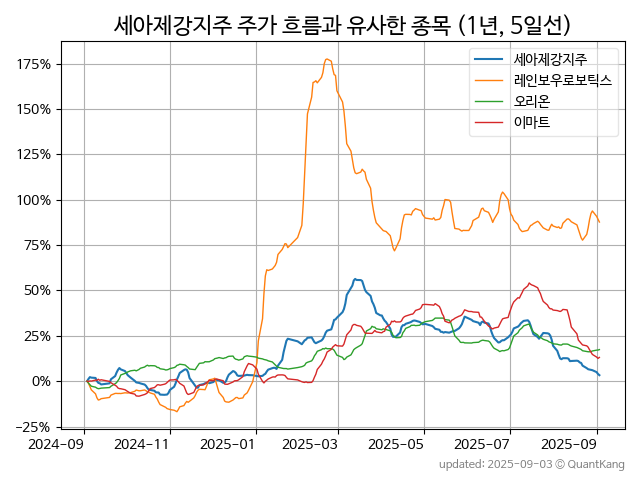 세아제강지주 주가 흐름과 유사한 종목 (1년, 5일선)
세아제강지주
레인보우로보틱스
오리온
이마트
175%
150%
125%
100%
75%
50%
25%
0%
−25%
2024-09 2024-11 2025-01 2025-03 2025-05 2025-07 2025-09
updated: 2025-09-03 © QuantKang